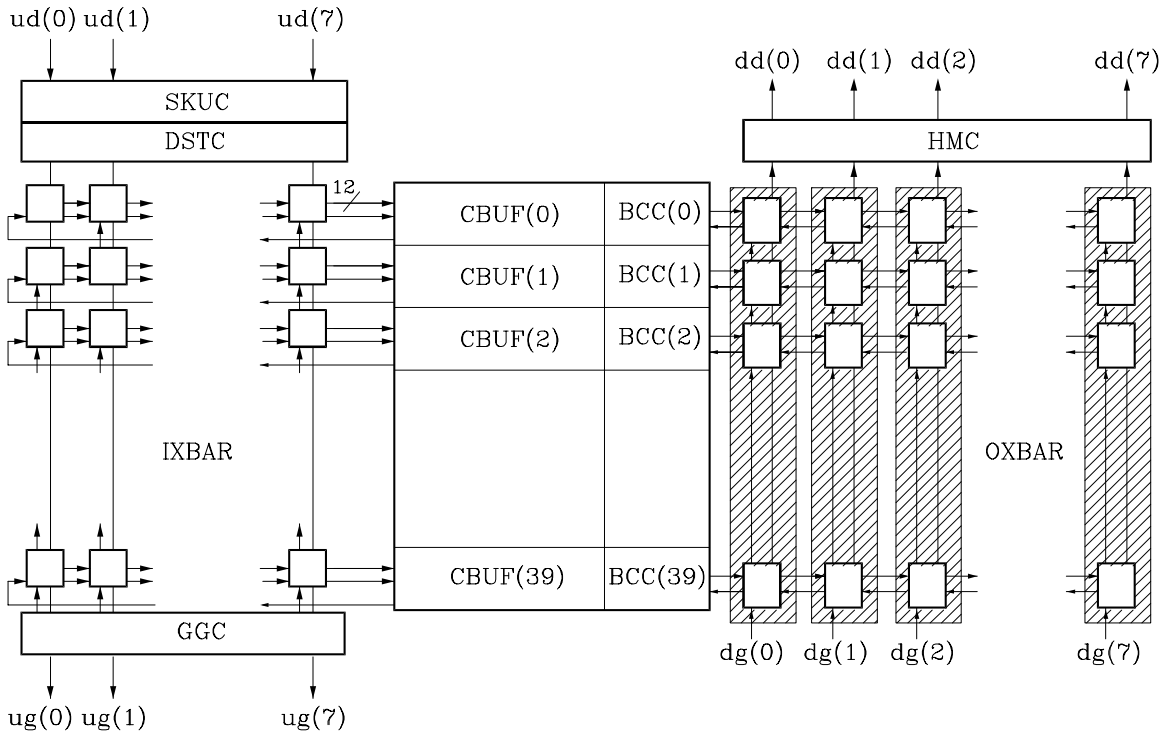 ud(0) ud(1) ud(7)
dd(0) dd(1) dd(2) dd(7)
SKUC
DSTC
HMC
12
CBUF(0) BCC(0)
CBUF(1) BCC(1)
CBUF(2) BCC(2)
IXBAR
OXBAR
CBUF(39) BCC(39)
GGC
dg(0) dg(1) dg(2) dg(7)
ug(0) ug(1) ug(7)